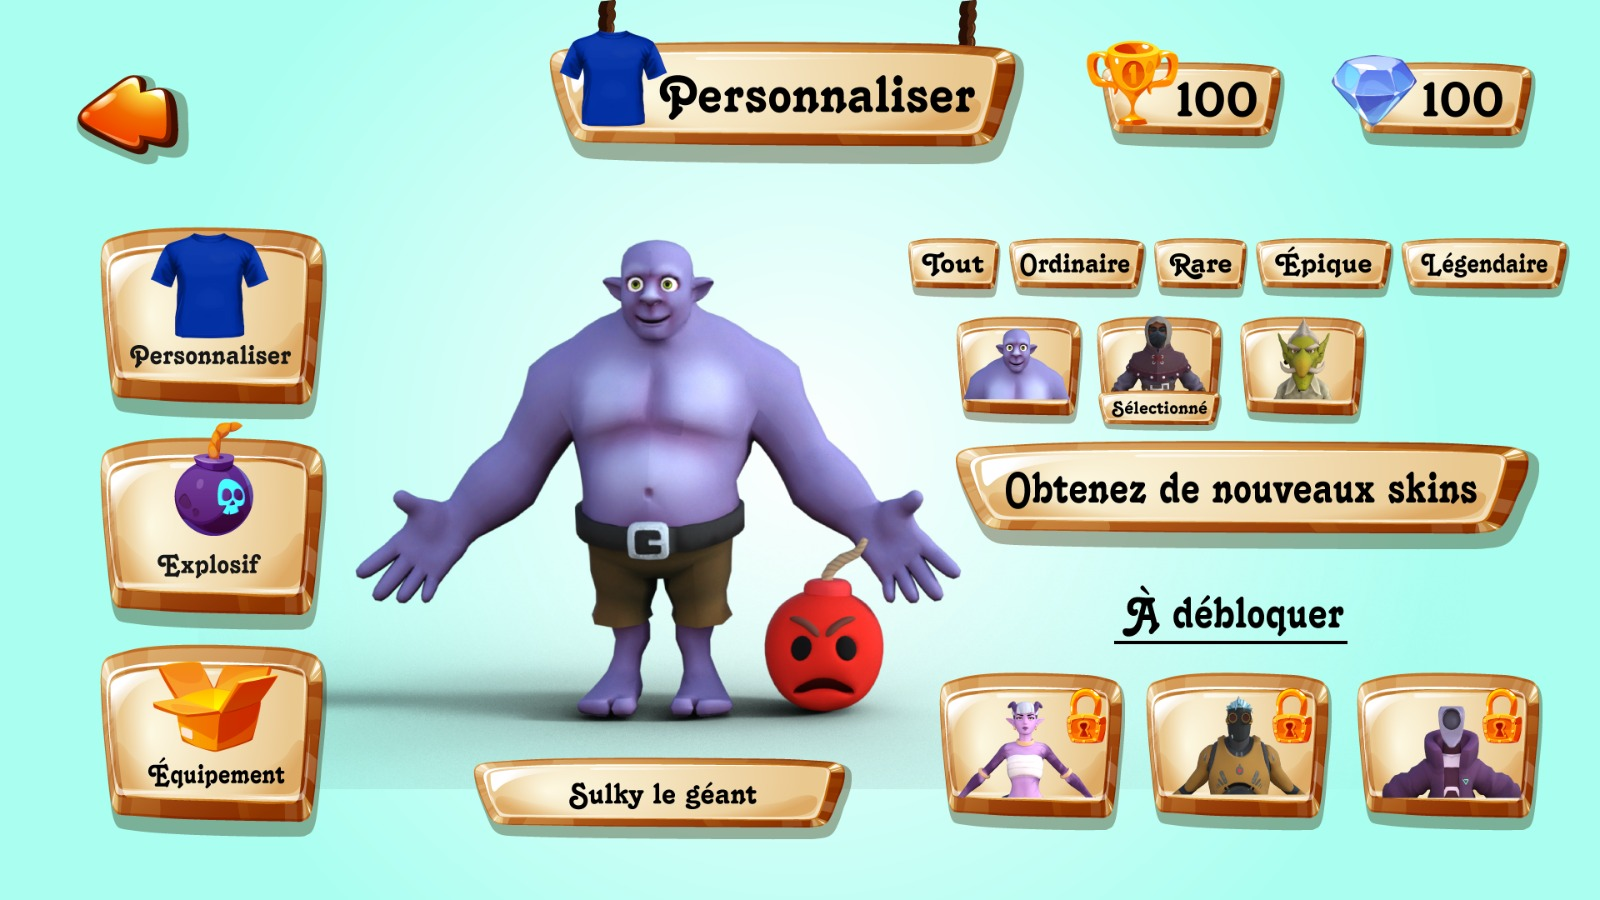 Personnaliser
100
100
Personnaliser
Explosif
Équipement
Sulky le géant
Tout
Ordinaire
Rare
Épique
Légendaire
Sélectionné
Obtenez de nouveaux skins
À débloquer